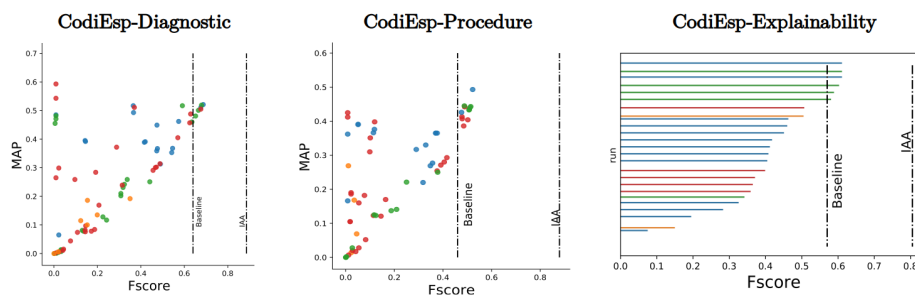 CodiEsp-Diagnostic
0.7
0.6
0.5
0.4
0.3
0.2
0.1
0.0
MAP
0.0
0.2
0.4
0.6
0.8
Fscore
Baseline
IAA
CodiEsp-Procedure
0.6
0.5
0.4
0.3
0.2
0.1
0.0
MAP
0.0
0.2
0.4
0.6
0.8
Fscore
Baseline
IAA
CodiEsp-Explainability
run
0.0
0.1
0.2
0.3
0.4
0.5
0.6
0.7
0.8
Fscore
Baseline
IAA